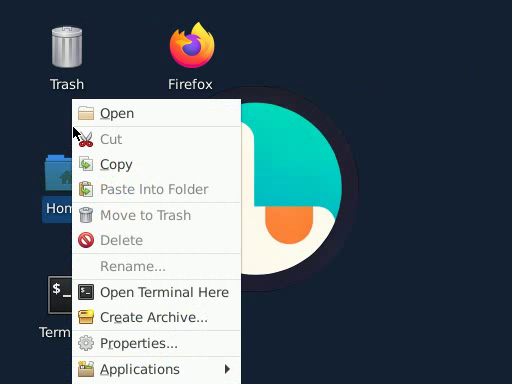 Trash
Firefox
Open
Cut
Copy
Paste Into Folder
Move to Trash
Delete
Rename...
Open Terminal Here
Create Archive...
Properties...
Applications
Hom
$_
Term